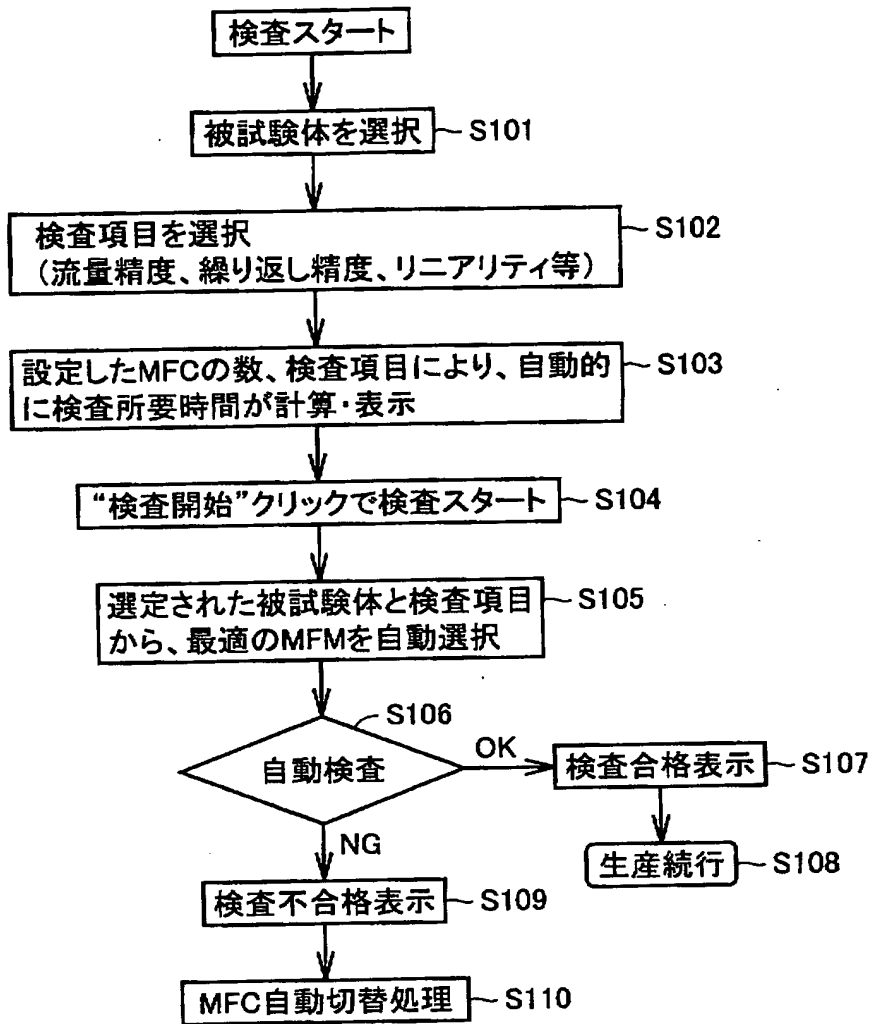 検査スタート
被試験体を選択
S101
検査項目を選択
(流量精度、繰り返し精度、リニアリティ等)
S102
設定したMFCの数、検査項目により、自動的
に検査所要時間が計算・表示
S103
“検査開始”クリックで検査スタート
S104
選定された被試験体と検査項目
から、最適のMFMを自動選択
S105
S106
自動検査
OK
検査合格表示
S107
NG
生産続行
S108
検査不合格表示
S109
MFC自動切替処理
S110